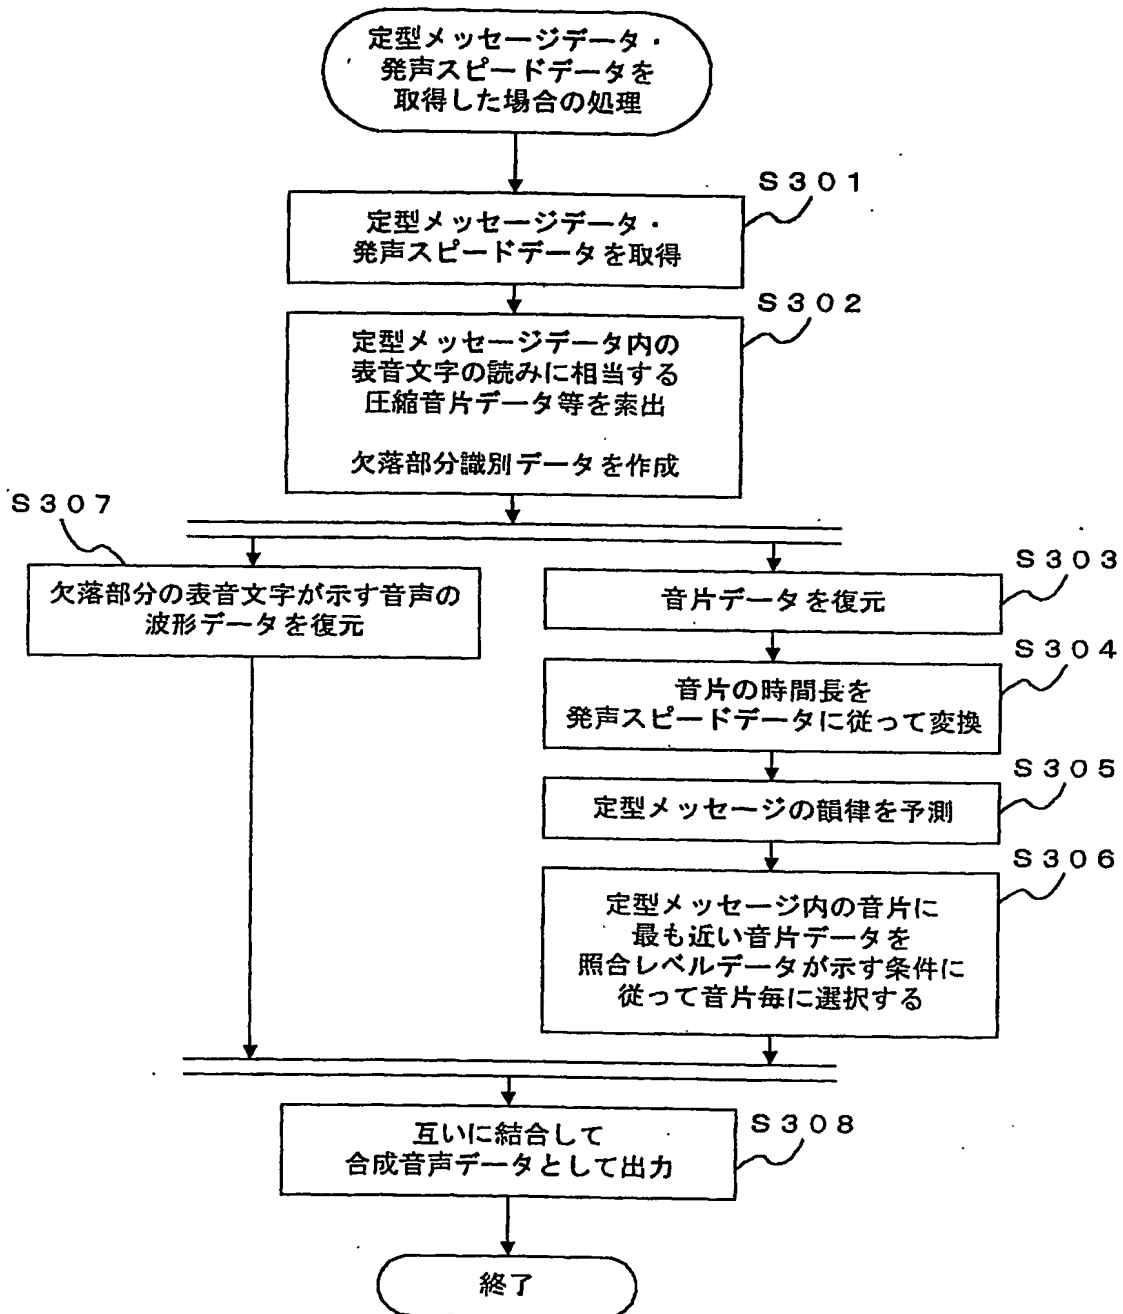 定型メッセージデータ・
発声スピードデータを
取得した場合の処理
S301
定型メッセージデータ・
発声スピードデータを取得
S302
定型メッセージデータ内の
表音文字の読みに相当する
圧縮音片データ等を索出
欠落部分識別データを作成
S307
欠落部分の表音文字が示す音声の
波形データを復元
S303
音片データを復元
S304
音片の時間長を
発声スピードデータに従って変換
S305
定型メッセージの韻律を予測
S306
定型メッセージ内の音片に
最も近い音片データを
照合レベルデータが示す条件に
従って音片毎に選択する
S308
互いに結合して
合成音声データとして出力
終了